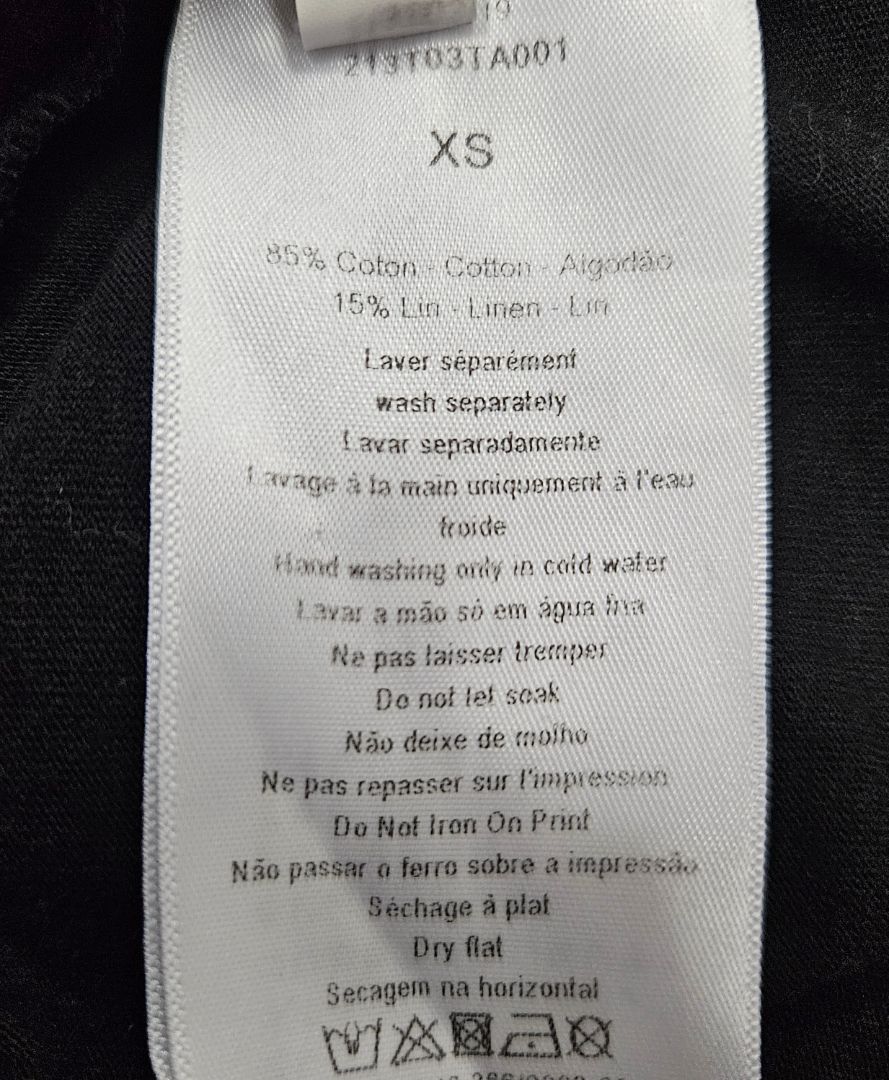 19
213T03TA001
XS
85% Coton - Cotton - Algodão
15% Lin - Linen - Lin
Laver séparément
wash separately
Lavar separadamente
Lavage à la main uniquement à l'eau
froide
Hand washing only in cold water
Lavar a mão só em água fria
Ne pas laisser tremper
Do not let soak
Não deixe de molho
Ne pas repasser sur l'impression
Do Not Iron On Print
Não passar o ferro sobre a impressão
Séchage à plat
Dry flat
Secagem na horizontal